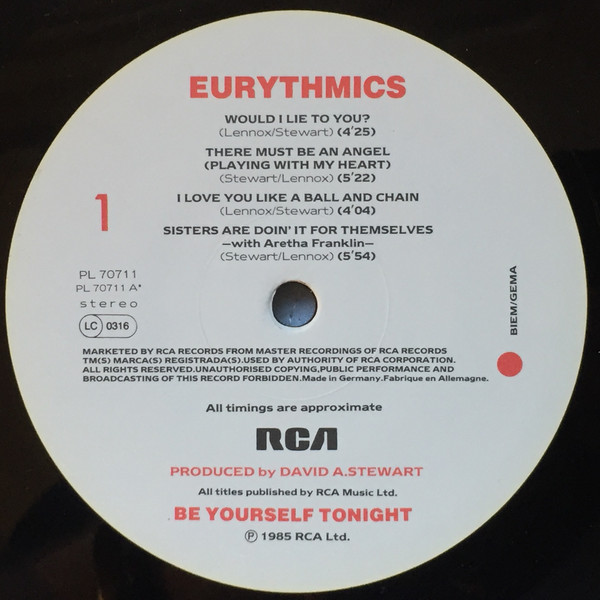 EURYTHMICS
WOULD I LIE TO YOU?
(Lennox/Stewart) (4'25)
THERE MUST BE AN ANGEL
(PLAYING WITH MY HEART)
(Stewart/Lennox) (5'22)
I LOVE YOU LIKE A BALL AND CHAIN
(Lennox/Stewart) (4'04)
SISTERS ARE DOIN' IT FOR THEMSELVES
—with Aretha Franklin—
(Stewart/Lennox) (5'54)
1
PL 70711
PL 70711 A*
stereo
LC 0316
BIEM/GEMA
MARKETED BY RCA RECORDS FROM MASTER RECORDINGS OF RCA RECORDS
TM(S) MARCA(S) REGISTRADA(S).USED BY AUTHORITY OF RCA CORPORATION.
ALL RIGHTS RESERVED.UNAUTHORISED COPYING,PUBLIC PERFORMANCE AND
BROADCASTING OF THIS RECORD FORBIDDEN.Made in Germany.Fabrique en Allemagne.
All timings are approximate
RCA
PRODUCED by DAVID A.STEWART
All titles published by RCA Music Ltd.
BE YOURSELF TONIGHT
℗ 1985 RCA Ltd.